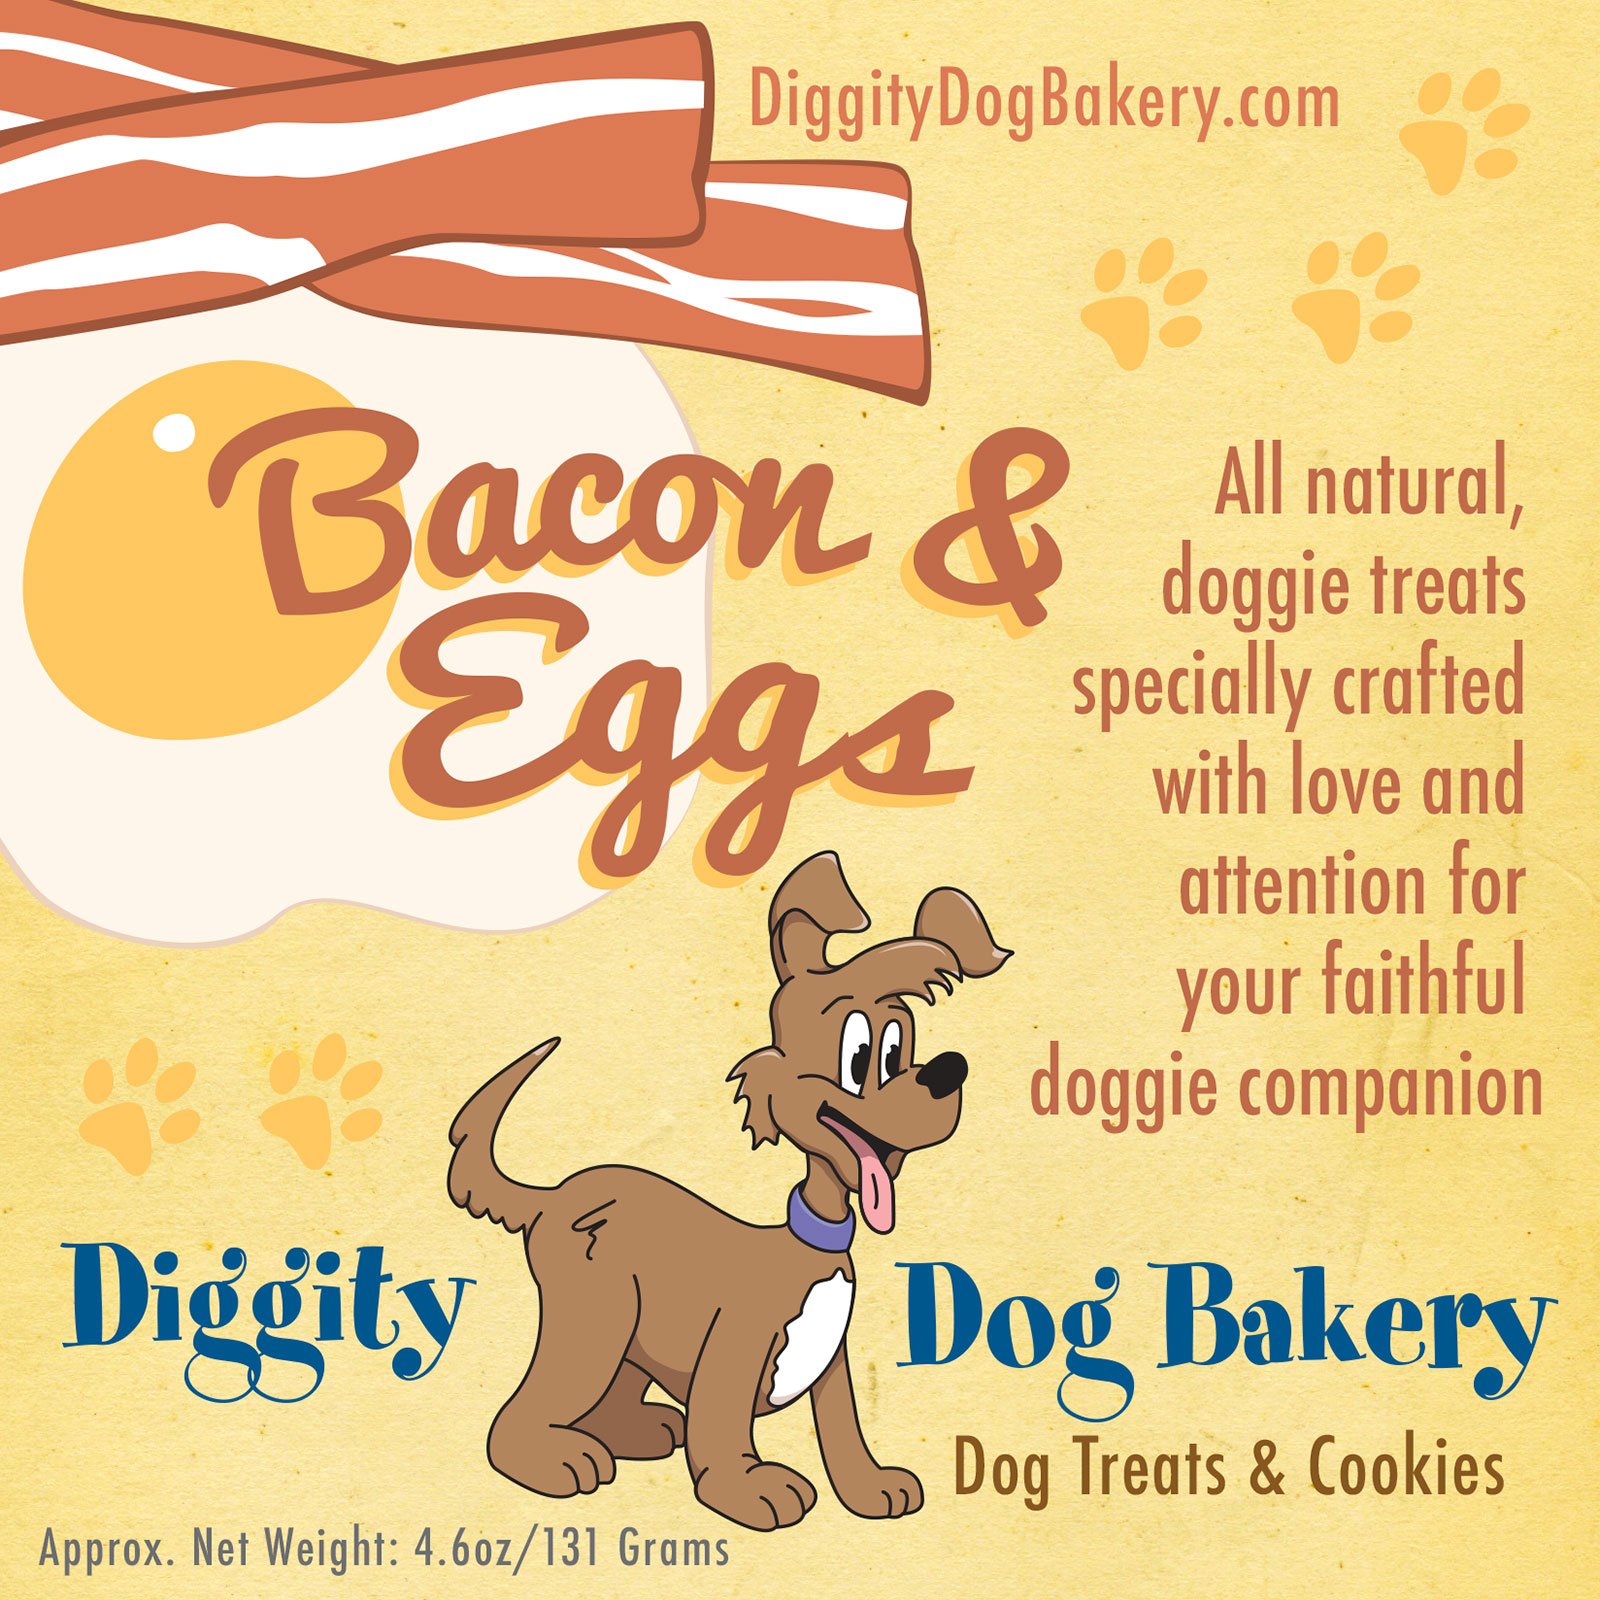 DiggityDogBakery.com
Bacon &
Eggs
All natural,
doggie treats
specially crafted
with love and
attention for
your faithful
doggie companion
Diggity Dog Bakery
Dog Treats & Cookies
Approx. Net Weight: 4.6oz/131 Grams